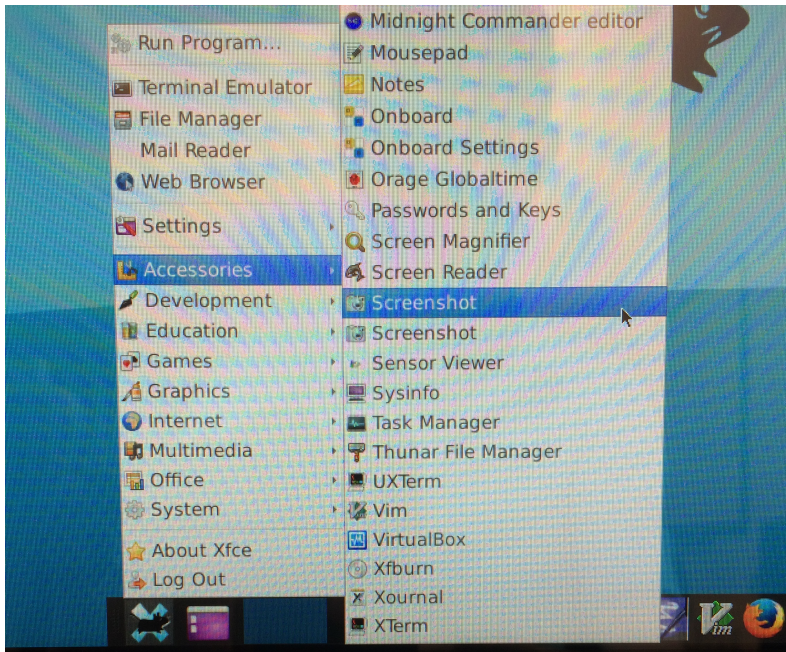 Run Program...
Terminal Emulator
File Manager
Mail Reader
Web Browser
Settings
Accessories
Development
Education
Games
Graphics
Internet
Multimedia
Office
System
About Xfce
Log Out
Midnight Commander editor
Mousepad
Notes
Onboard
Onboard Settings
Orage Globaltime
Passwords and Keys
Screen Magnifier
Screen Reader
Screenshot
Screenshot
Sensor Viewer
Sysinfo
Task Manager
Thunar File Manager
UXTerm
Vim
VirtualBox
Xfburn
Xournal
XTerm
Vim